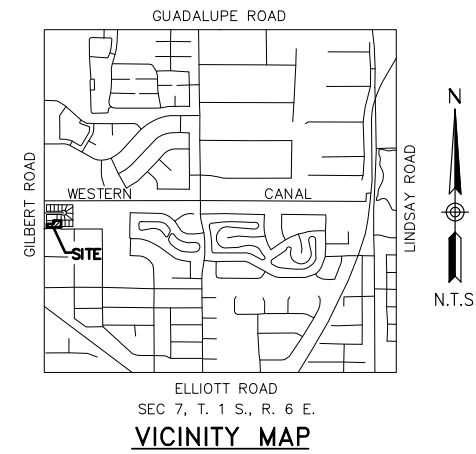 GUADALUPE ROAD
N
GILBERT ROAD
WESTERN CANAL
LINDSAY ROAD
SITE
N.T.S
ELLIOTT ROAD
SEC 7, T. 1 S., R. 6 E.
VICINITY MAP